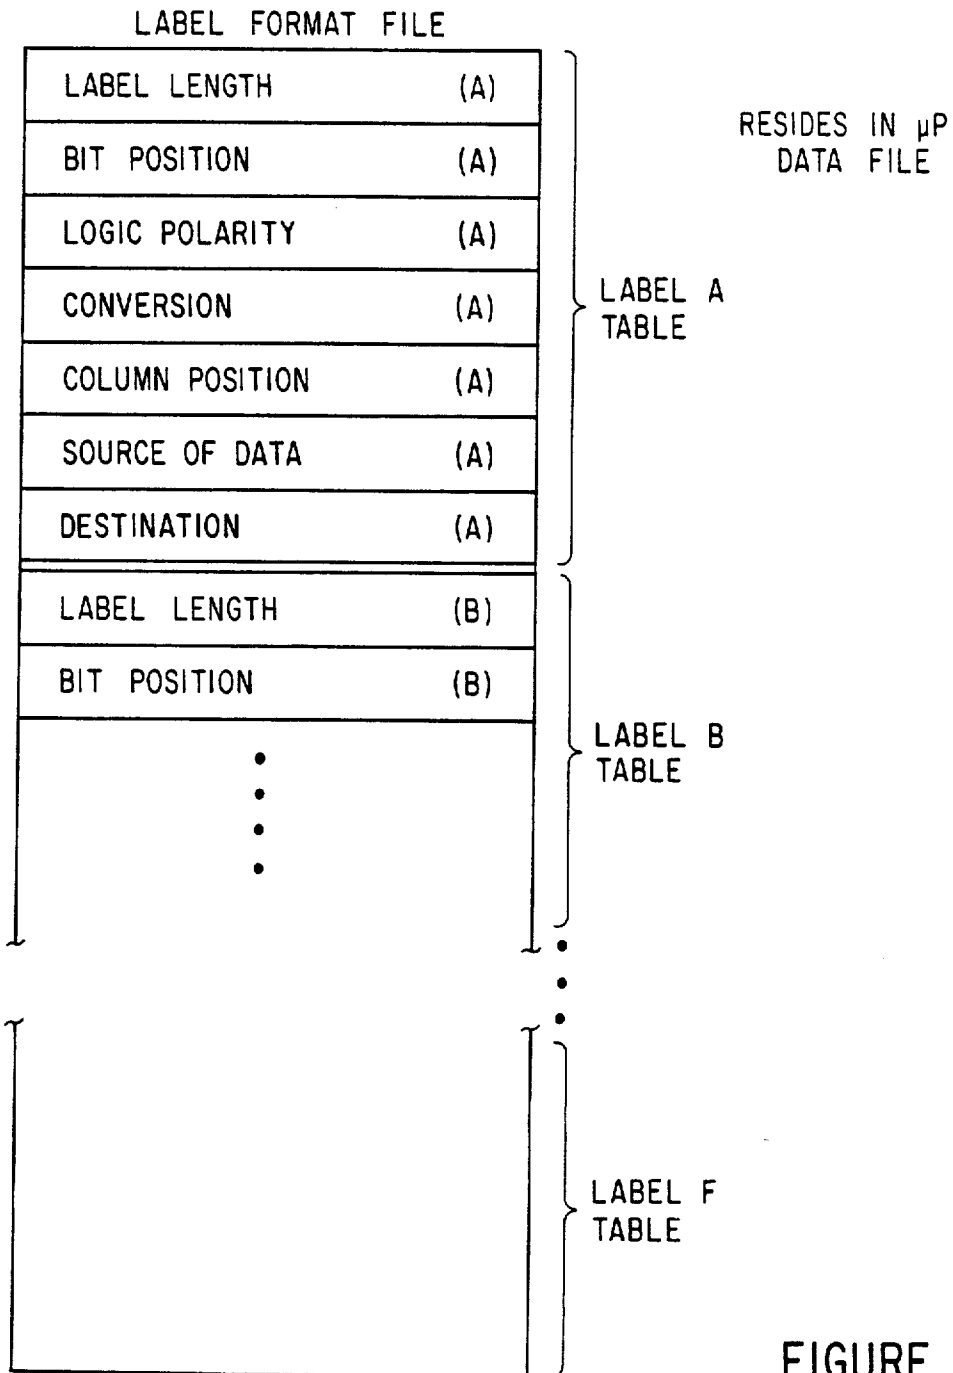 LABEL FORMAT FILE
LABEL LENGTH (A)
BIT POSITION (A)
LOGIC POLARITY (A)
CONVERSION (A)
COLUMN POSITION (A)
SOURCE OF DATA (A)
DESTINATION (A)
RESIDES IN µP
DATA FILE
LABEL A
TABLE
LABEL LENGTH (B)
BIT POSITION (B)
LABEL B
TABLE
LABEL F
TABLE
FIGURE